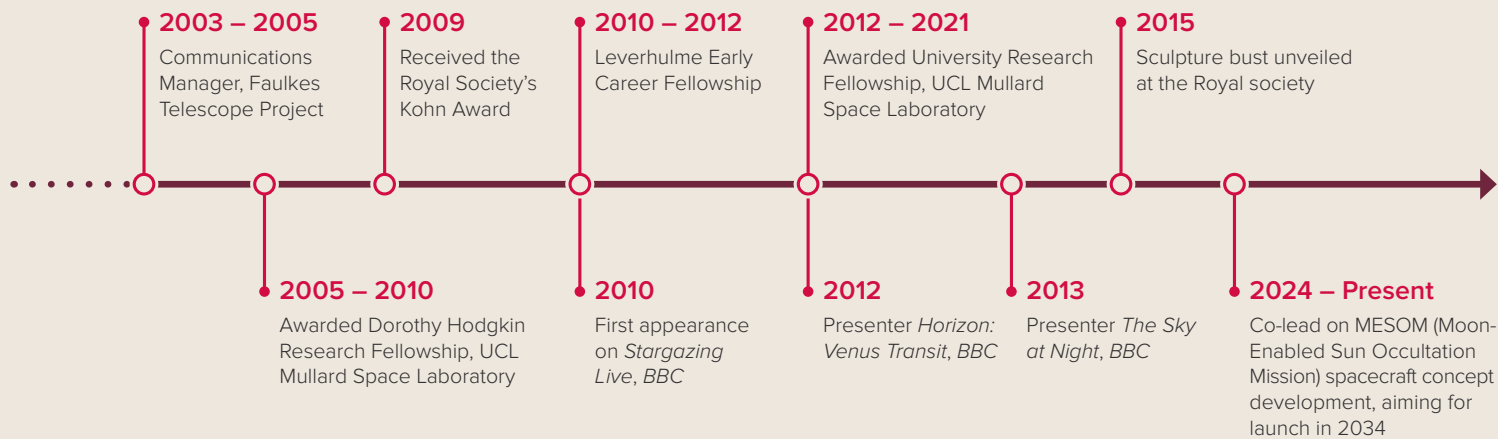 2003 – 2005
Communications
Manager, Faulkes
Telescope Project
2005 – 2010
Awarded Dorothy Hodgkin
Research Fellowship, UCL
Mullard Space Laboratory
2009
Received the
Royal Society’s
Kohn Award
2010 – 2012
Leverhulme Early
Career Fellowship
2010
First appearance
on Stargazing
Live, BBC
2012 – 2021
Awarded University Research
Fellowship, UCL Mullard
Space Laboratory
2012
Presenter Horizon:
Venus Transit, BBC
2013
Presenter The Sky
at Night, BBC
2015
Sculpture bust unveiled
at the Royal society
2024 – Present
Co-lead on MESOM (Moon-
Enabled Sun Occultation
Mission) spacecraft concept
development, aiming for
launch in 2034